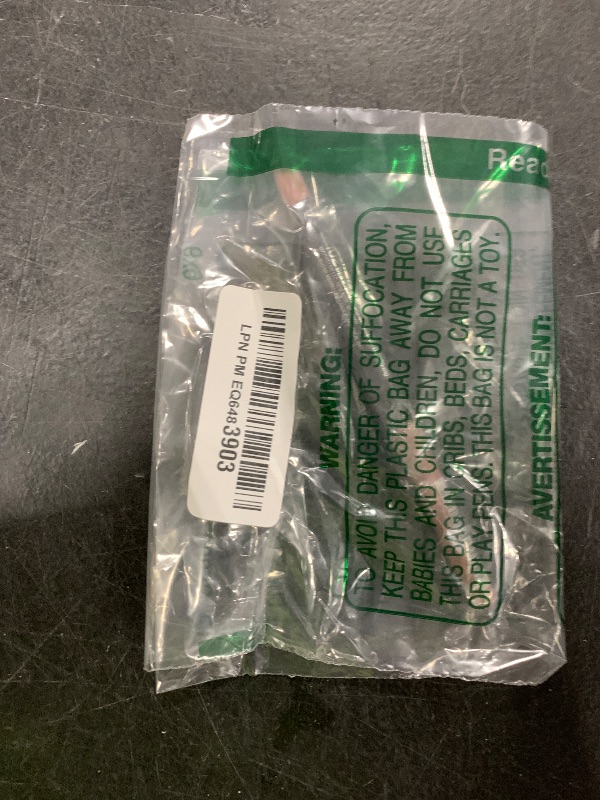 Read
WARNING:
TO AVOID DANGER OF SUFFOCATION,
KEEP THIS PLASTIC BAG AWAY FROM
BABIES AND CHILDREN, DO NOT USE
THIS BAG IN CRIBS, BEDS, CARRIAGES
OR PLAY PENS. THIS BAG IS NOT A TOY.
AVERTISSEMENT:
LPN PM EQ6483903